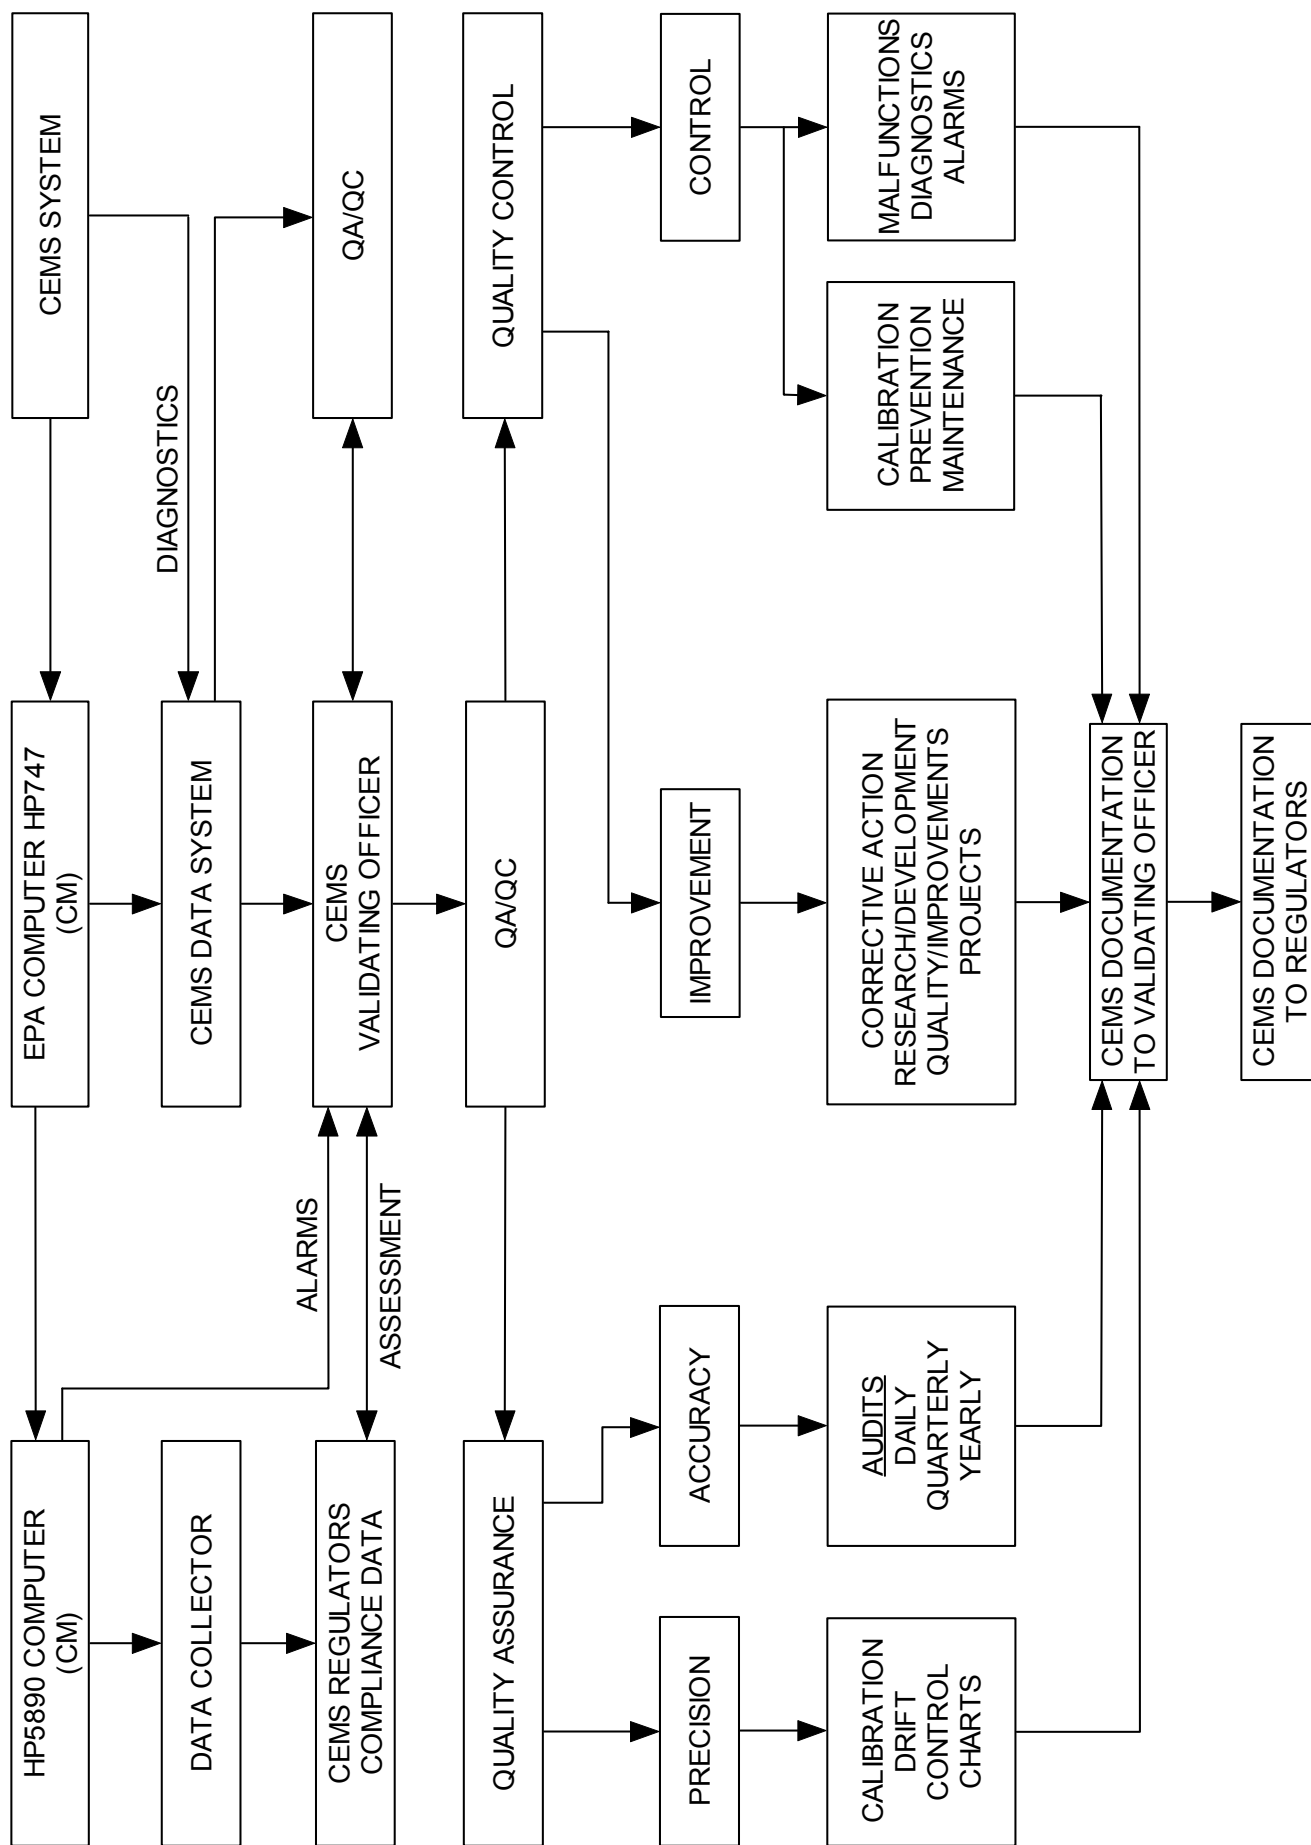 HP5890 COMPUTER
(CM)
EPA COMPUTER HP747
(CM)
CEMS SYSTEM
DIAGNOSTICS
DATA COLLECTOR
CEMS DATA SYSTEM
ALARMS
CEMS REGULATORS
COMPLIANCE DATA
CEMS
VALIDATING OFFICER
QA/QC
ASSESSMENT
QUALITY ASSURANCE
QA/QC
QUALITY CONTROL
PRECISION
ACCURACY
IMPROVEMENT
CONTROL
CALIBRATION
DRIFT
CONTROL
CHARTS
AUDITS
DAILY
QUARTERLY
YEARLY
CORRECTIVE ACTION
RESEARCH/DEVELOPMENT
QUALITY/IMPROVEMENTS
PROJECTS
CALIBRATION
PREVENTION
MAINTENANCE
MALFUNCTIONS
DIAGNOSTICS
ALARMS
CEMS DOCUMENTATION
TO VALIDATING OFFICER
CEMS DOCUMENTATION
TO REGULATORS